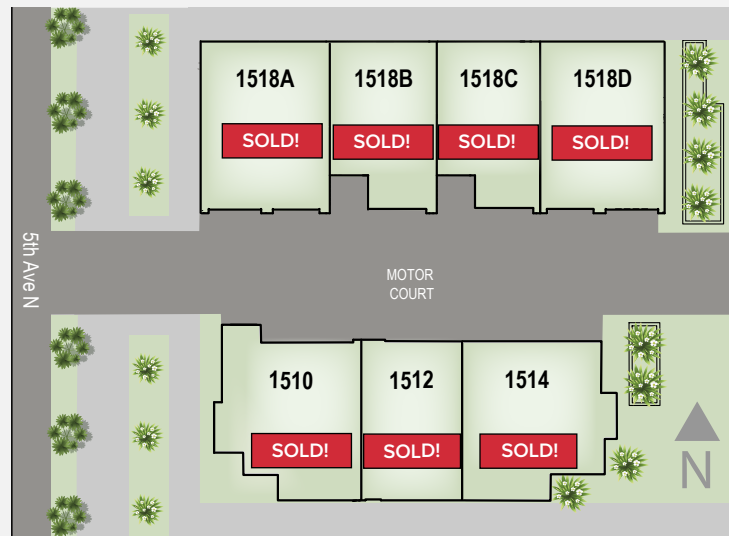 1518A
1518B
1518C
1518D
SOLD!
SOLD!
SOLD!
SOLD!
5th Ave N
MOTOR
COURT
1510
1512
1514
SOLD!
SOLD!
SOLD!
N